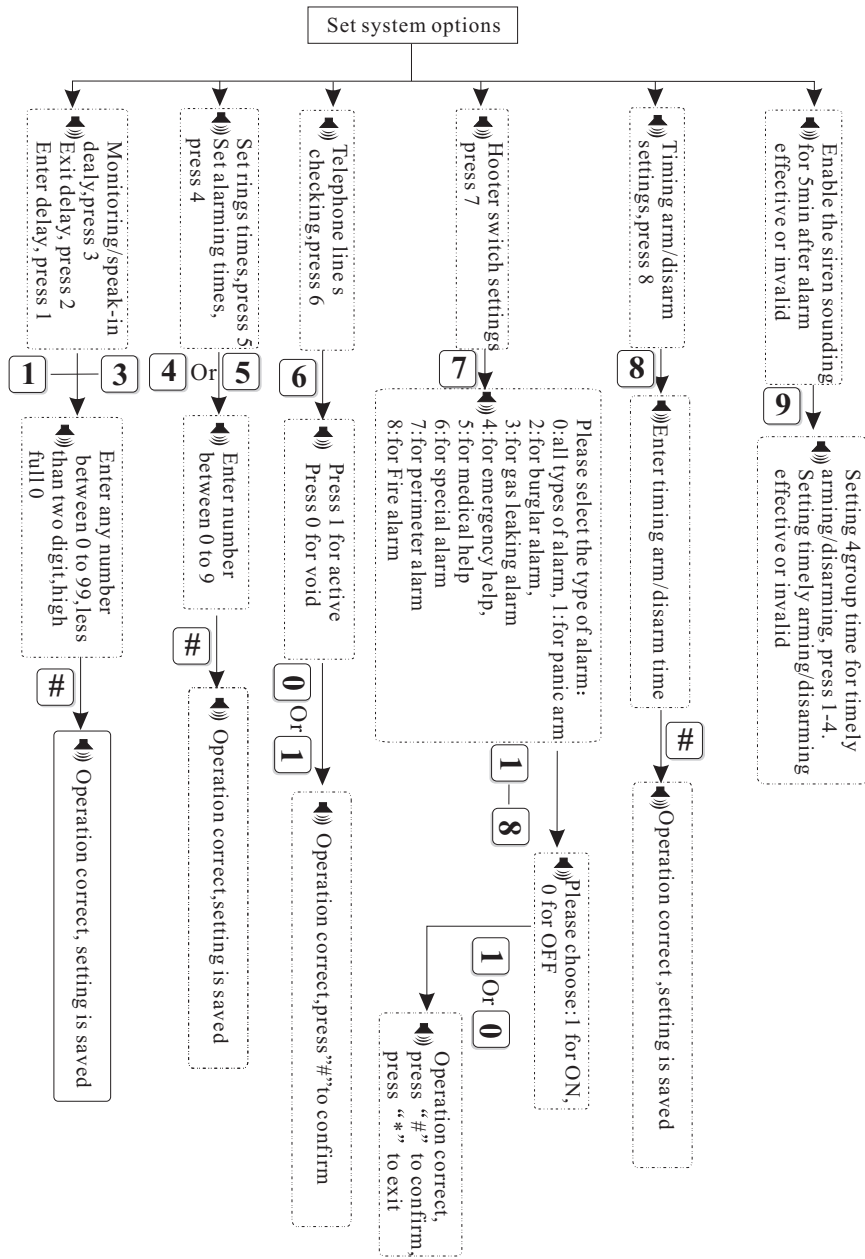 Set system options
Monitoring/speak-in
dealy,press 3
Exit delay, press 2
Enter delay, press 1
1
3
Enter any number
between 0 to 99,less
than two digit,high
full 0
#
Operation correct, setting is saved
Set rings times,press 5
Set alarming times,
press 4
4 Or 5
Enter number
between 0 to 9
#
Operation correct,setting is saved
Telephone line s
checking,press 6
6
Press 1 for active
Press 0 for void
0 Or 1
Operation correct,press”#”to confirm
Hooter switch settings
press 7
7
Please select the type of alarm:
0:all types of alarm, 1:for panic arm
2:for burglar alarm,
3:for gas leaking alarm
4:for emergency help,
5:for medical help
6:for special alarm
7:for perimeter alarm
8:for Fire alarm
1
8
Please choose:1 for ON,
0 for OFF
1 Or 0
Operation correct,
press “#” to confirm,
press “*” to exit
Timing arm/disarm
settings,press 8
8
Enter timing arm/disarm time
#
Operation correct ,setting is saved
Enable the siren sounding
for 5min after alarm
effective or invalid
9
Setting 4group time for timely
arming/disarming, press 1-4.
Setting timely arming/disarming
effective or invalid